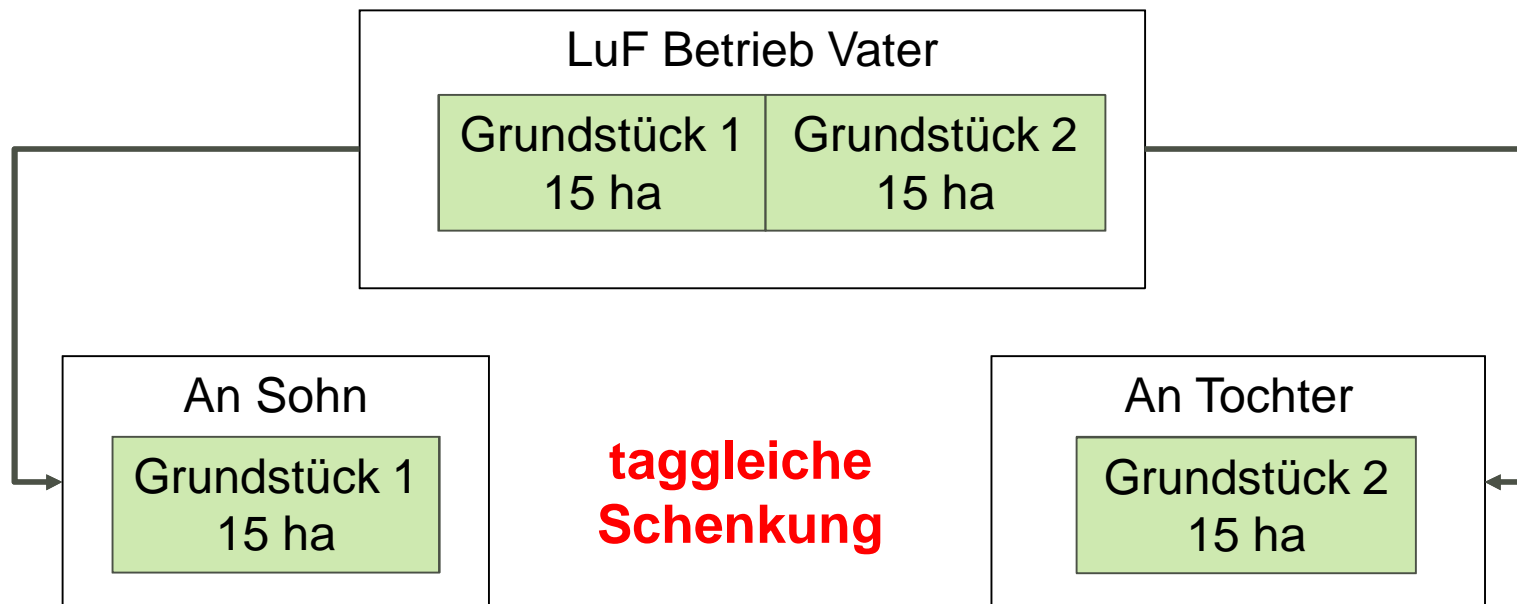 LuF Betrieb Vater
Grundstück 1
15 ha
Grundstück 2
15 ha
An Sohn
Grundstück 1
15 ha
taggleiche
Schenkung
An Tochter
Grundstück 2
15 ha